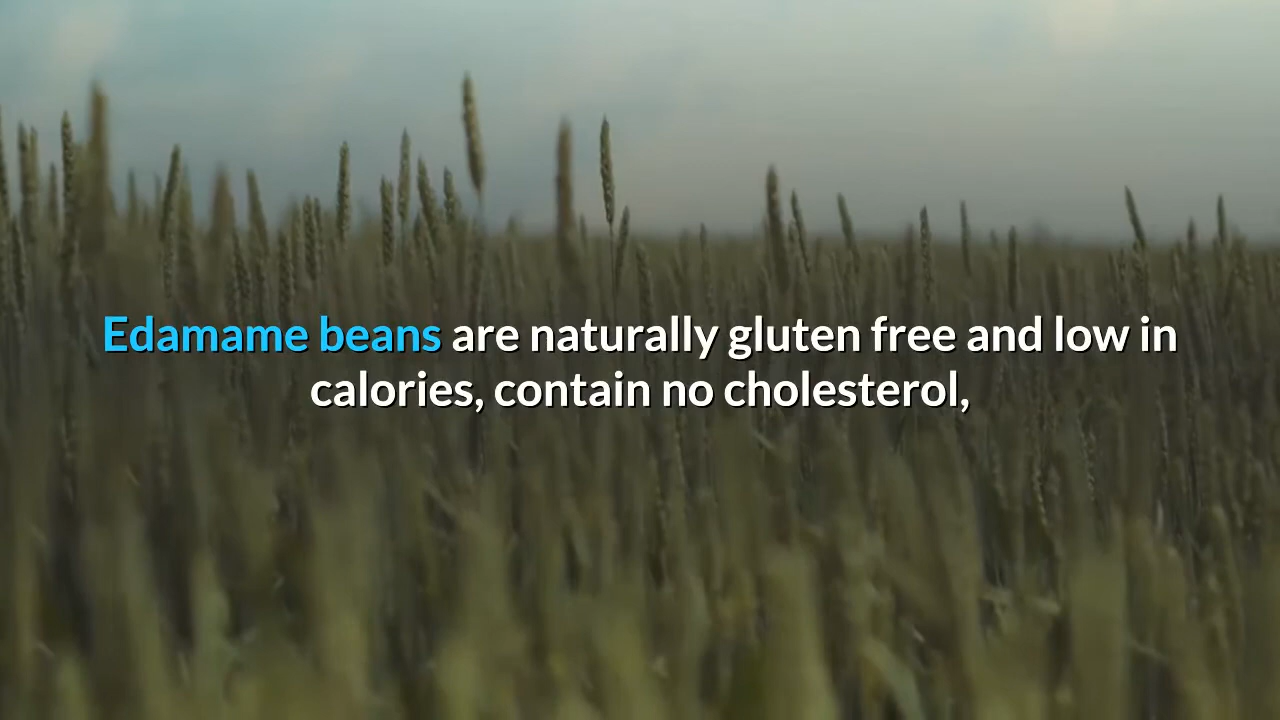 Edamame beans are naturally gluten free and low in
calories, contain no cholesterol,